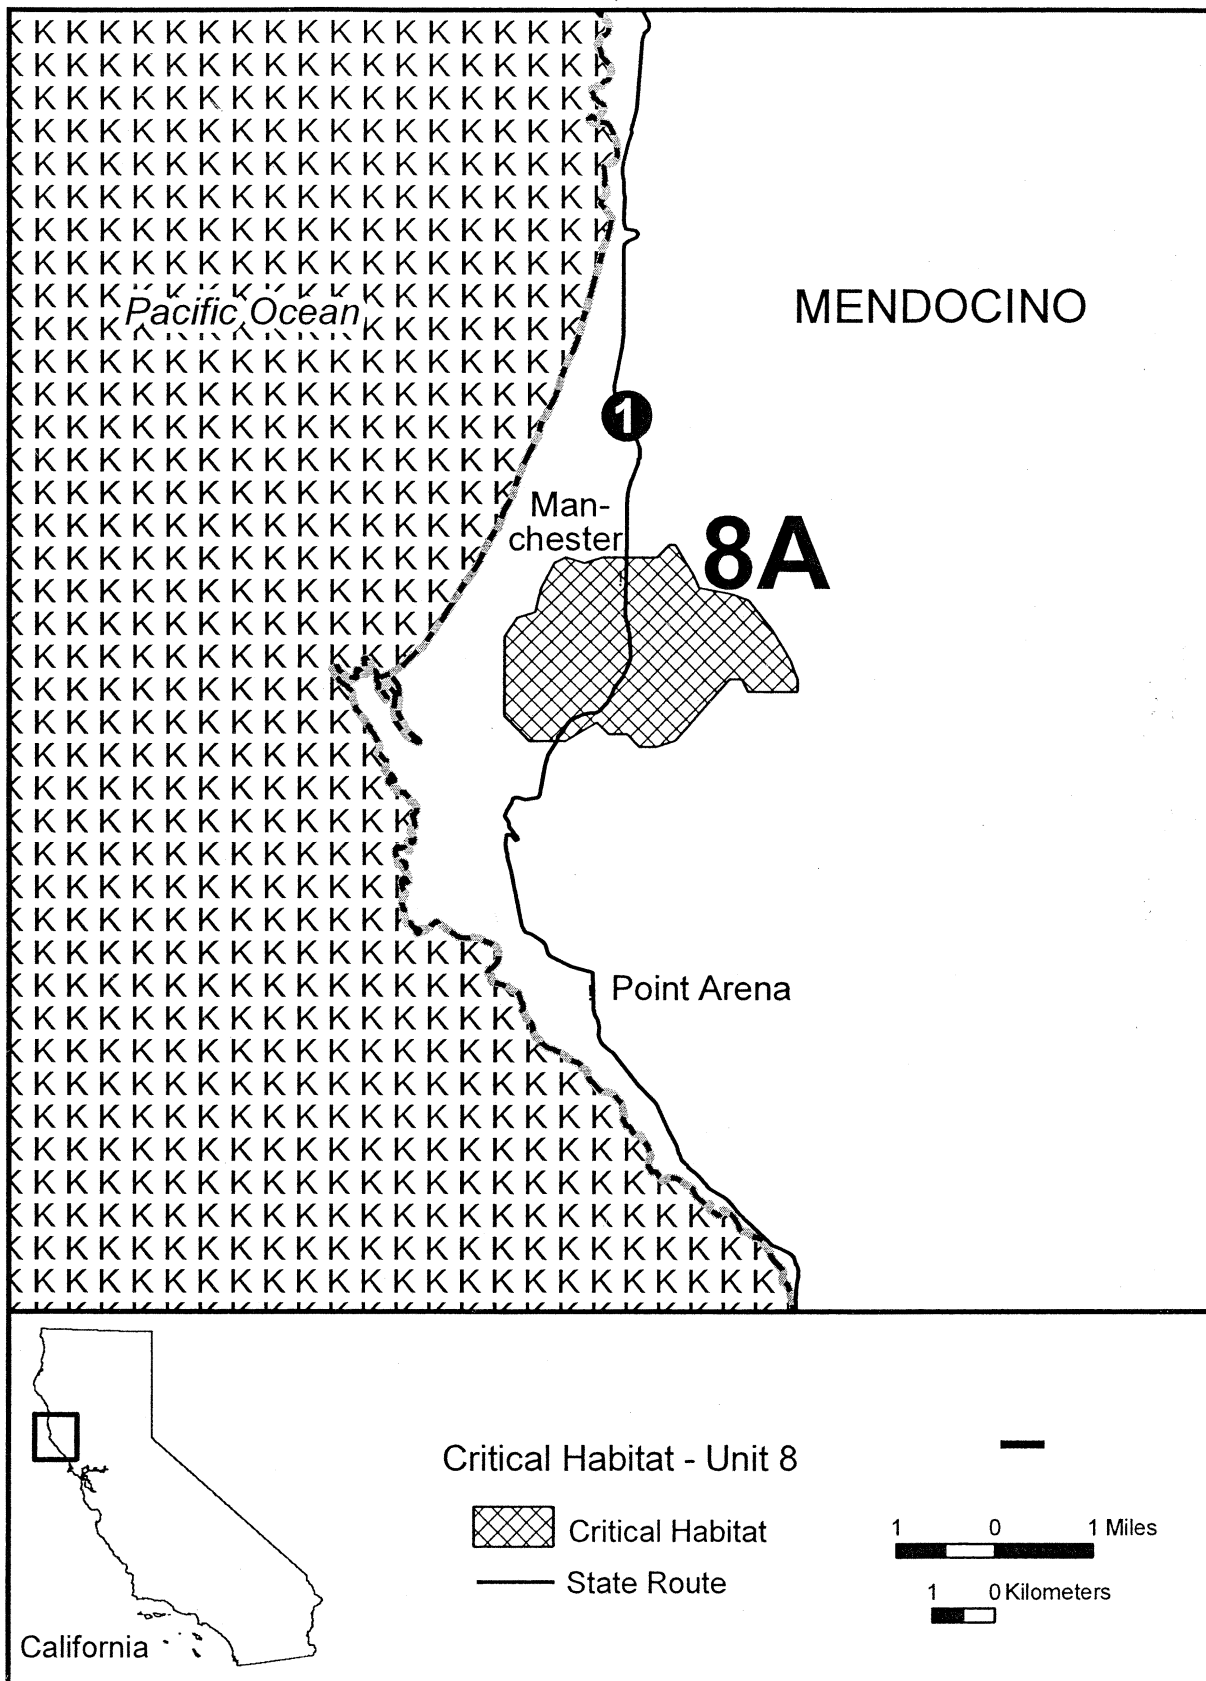 Pacific Ocean
MENDOCINO
1
Man-
chester
8A
Point Arena
California
Critical Habitat - Unit 8
Critical Habitat
State Route
1 0 1 Miles
1 0 Kilometers